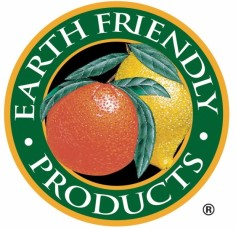 EARTH FRIENDLY
• PRODUCTS •
®